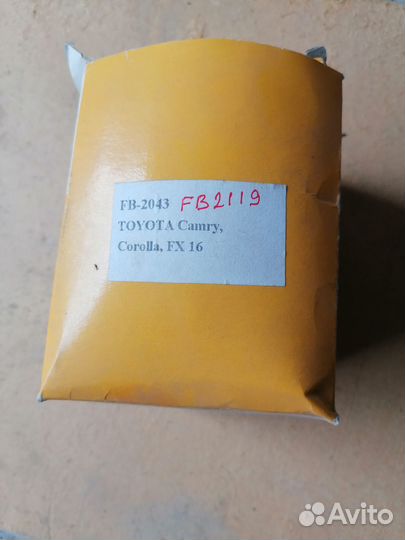 FB-2043 FB2119
TOYOTA Camry,
Corolla, FX 16
Avito